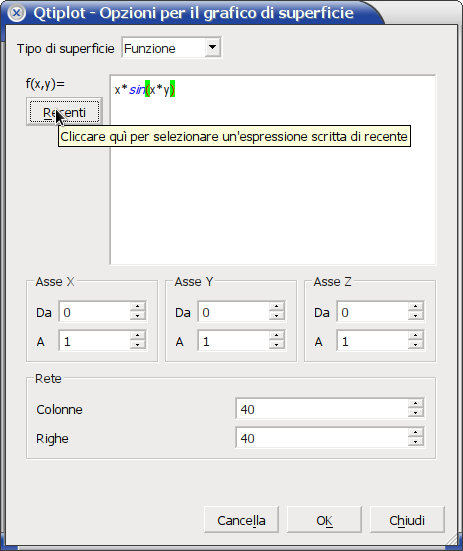 Qtiplot - Opzioni per il grafico di superficie
Tipo di superficie Funzione
f(x,y)=
x*sin(x*y)
Recenti
Cliccare quì per selezionare un'espressione scritta di recente
Asse X Asse Y Asse Z
Da 0 Da 0 Da 0
A 1 A 1 A 1
Rete
Colonne 40
Righe 40
Cancella OK Chiudi